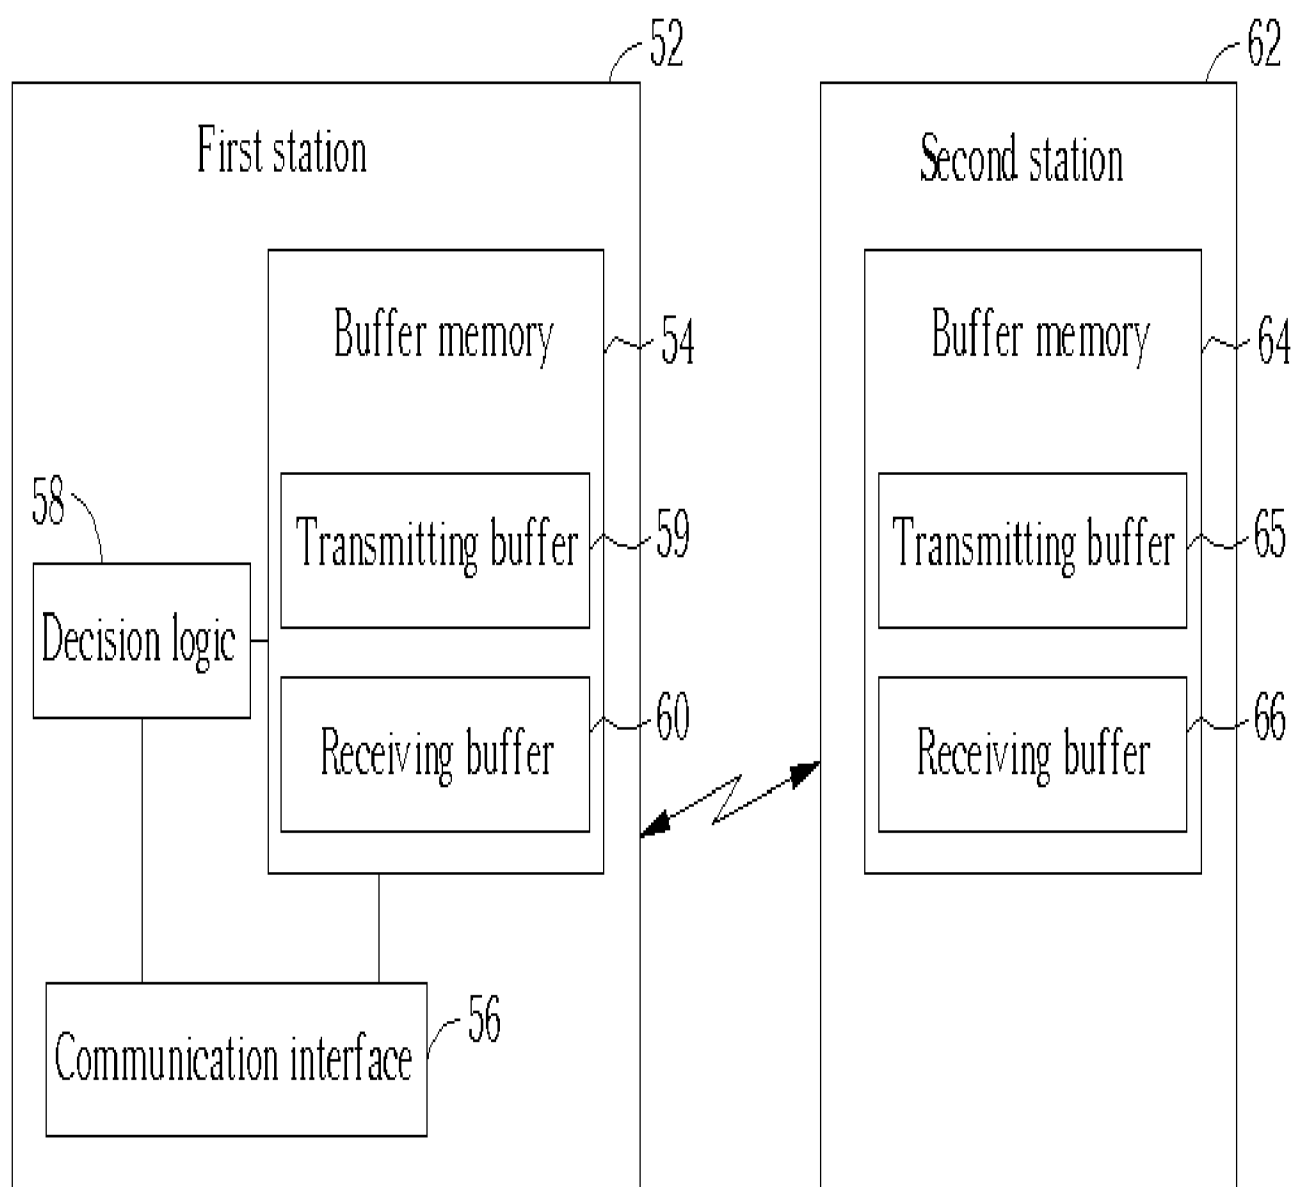 52
62
First station
Second station
Buffer memory
54
Buffer memory
64
58
Transmitting buffer
59
Transmitting buffer
65
Decision logic
Receiving buffer
60
Receiving buffer
66
Communication interface
56